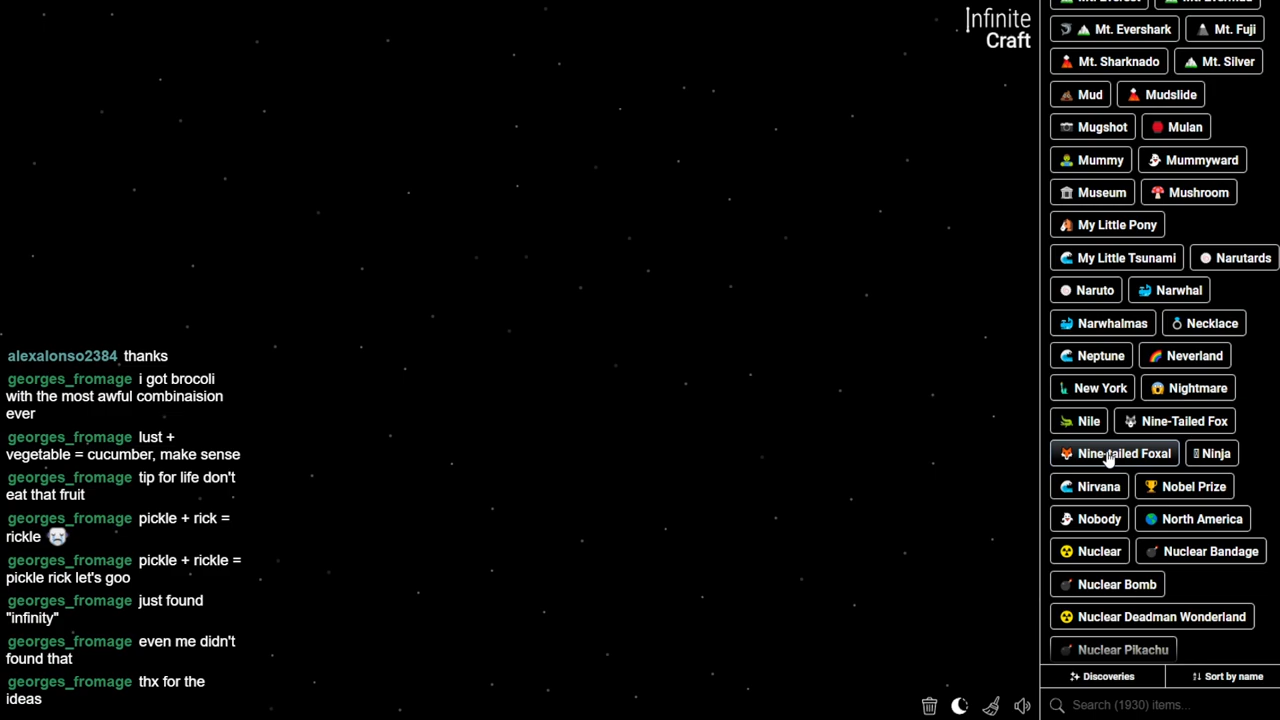 Infinite
Craft
Mt. Evershark Mt. Fuji
Mt. Sharknado Mt. Silver
Mud Mudslide
Mugshot Mulan
Mummy Mummyward
Museum Mushroom
My Little Pony
My Little Tsunami Narutards
Naruto Narwhal
Narwhalmas Necklace
Neptune Neverland
New York Nightmare
Nile Nine-Tailed Fox
Nine-tailed Foxal Ninja
Nirvana Nobel Prize
Nobody North America
Nuclear Nuclear Bandage
Nuclear Bomb
Nuclear Deadman Wonderland
Nuclear Pikachu
Discoveries Sort by name
Search (1930) items...
alexalonso2384 thanks
georges_fromage i got brocoli
with the most awful combinaision
ever
georges_fromage lust +
vegetable = cucumber, make sense
georges_fromage tip for life don't
eat that fruit
georges_fromage pickle + rick =
rickle
georges_fromage pickle + rickle =
pickle rick let's goo
georges_fromage just found
"infinity"
georges_fromage even me didn't
found that
georges_fromage thx for the
ideas